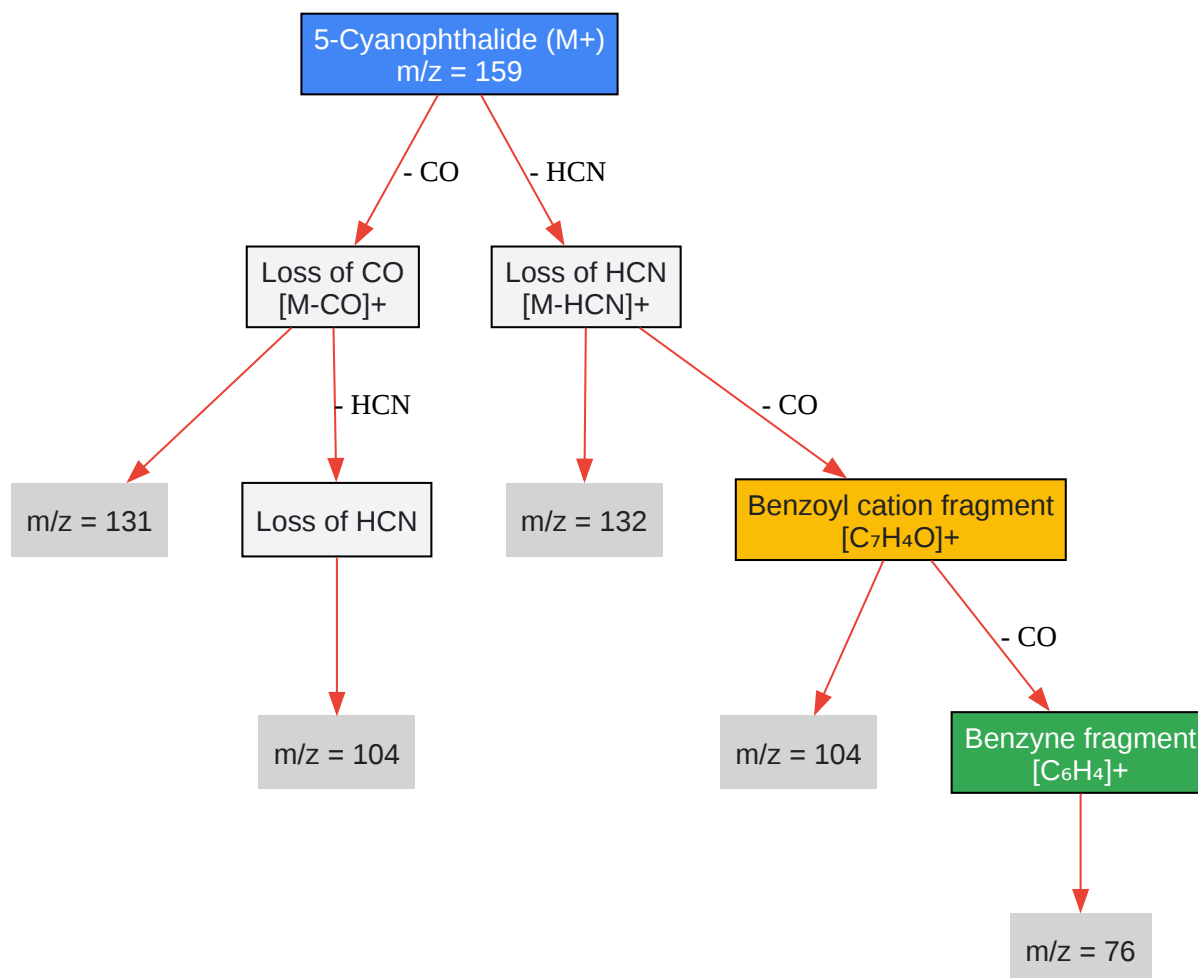 5-Cyanophthalide (M+)
m/z = 159
- CO
- HCN
Loss of CO
[M-CO]+
Loss of HCN
[M-HCN]+
- HCN
- CO
m/z = 131
Loss of HCN
m/z = 132
Benzoyl cation fragment
[C₇H₄O]+
- CO
m/z = 104
m/z = 104
Benzyne fragment
[C₆H₄]+
m/z = 76